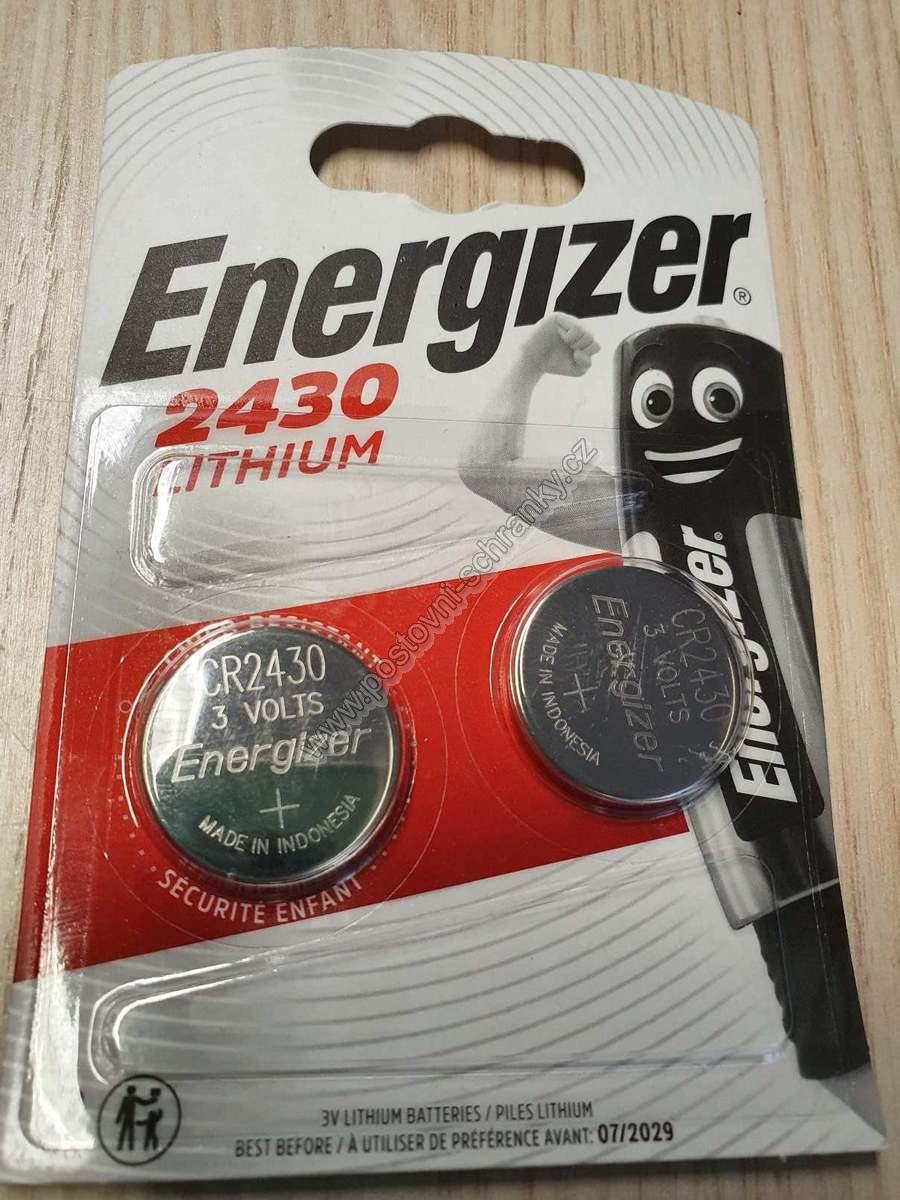 Energizer®
2430
LITHIUM
CR2430
3 VOLTS
Energizer
+
MADE IN INDONESIA
SÉCURITÉ ENFANT
CR2430
3 VOLTS
Energizer
+
MADE IN INDONESIA
Energizer®
www.postovni-schranky.cz
3V LITHIUM BATTERIES / PILES LITHIUM
BEST BEFORE / À UTILISER DE PRÉFÉRENCE AVANT: 07/2029